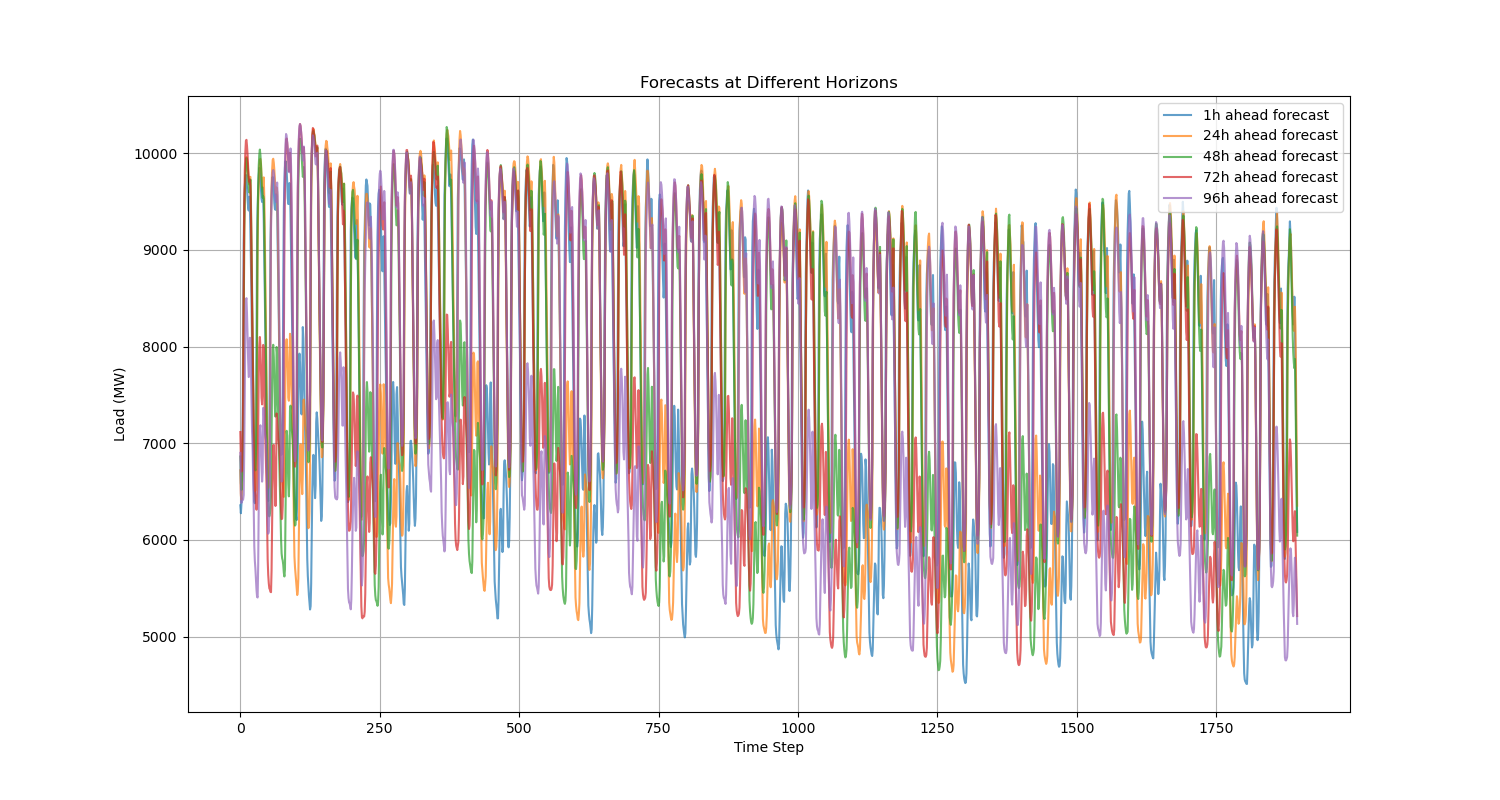 Forecasts at Different Horizons
1h ahead forecast
24h ahead forecast
48h ahead forecast
72h ahead forecast
96h ahead forecast
Load (MW)
10000
9000
8000
7000
6000
5000
0 250 500 750 1000 1250 1500 1750
Time Step